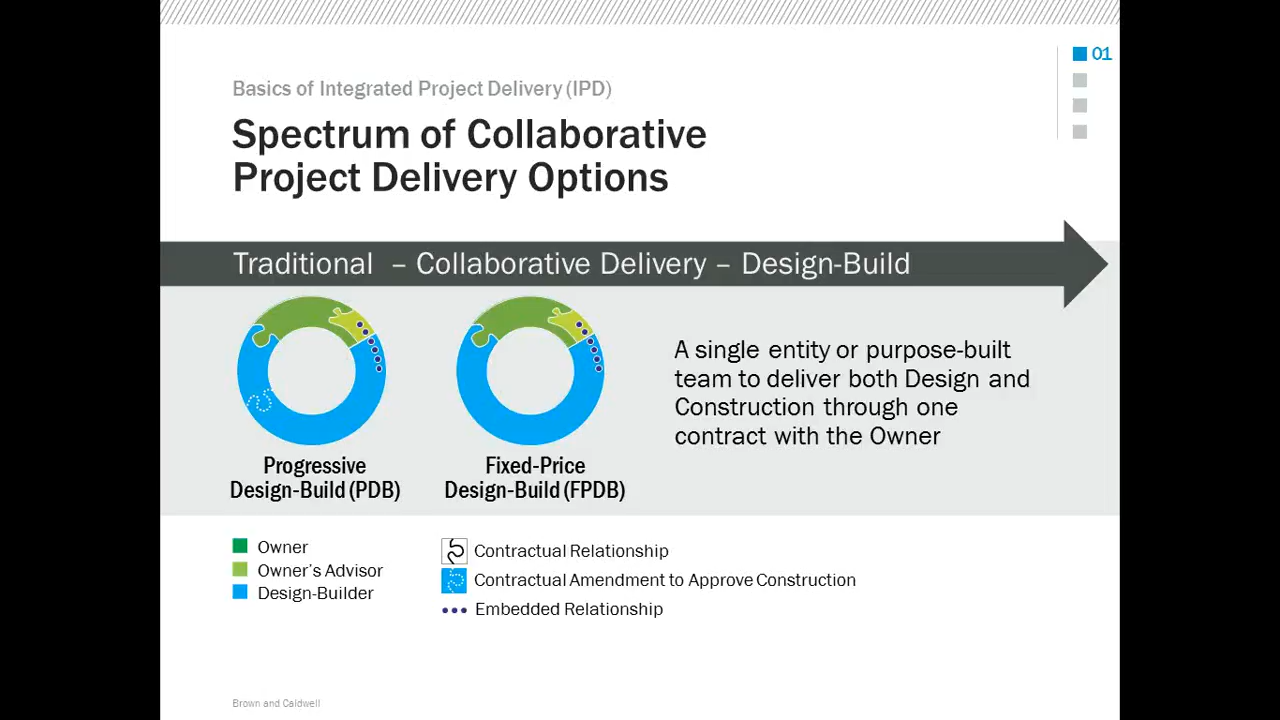 01
Basics of Integrated Project Delivery (IPD)
Spectrum of Collaborative
Project Delivery Options
Traditional – Collaborative Delivery – Design-Build
A single entity or purpose-built
team to deliver both Design and
Construction through one
contract with the Owner
Progressive
Design-Build (PDB)
Fixed-Price
Design-Build (FPDB)
Owner
Owner's Advisor
Design-Builder
Contractual Relationship
Contractual Amendment to Approve Construction
Embedded Relationship
Brown and Caldwell